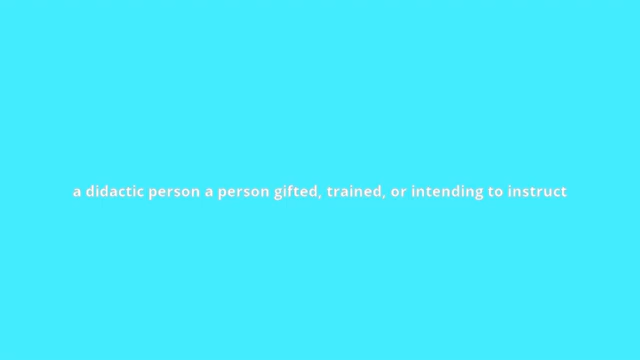 a didactic person a person gifted, trained, or intending to instruct